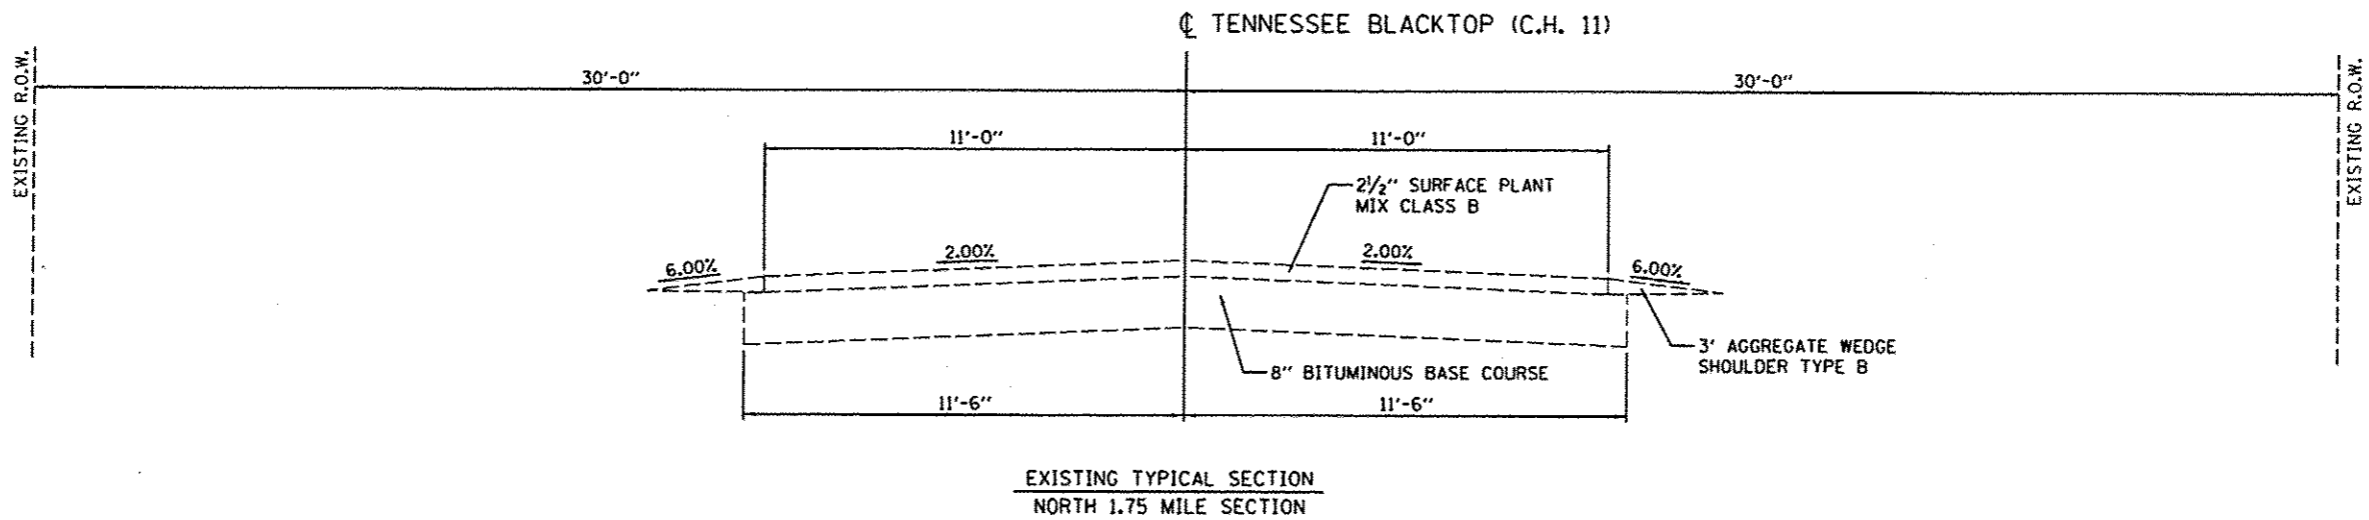 ℄ TENNESSEE BLACKTOP (C.H. 11)
EXISTING R.O.W.
30'-0"
30'-0"
EXISTING R.O.W.
11'-0"
11'-0"
2½" SURFACE PLANT
MIX CLASS B
6.00%
2.00%
2.00%
6.00%
3' AGGREGATE WEDGE
SHOULDER TYPE B
8" BITUMINOUS BASE COURSE
11'-6"
11'-6"
EXISTING TYPICAL SECTION
NORTH 1.75 MILE SECTION